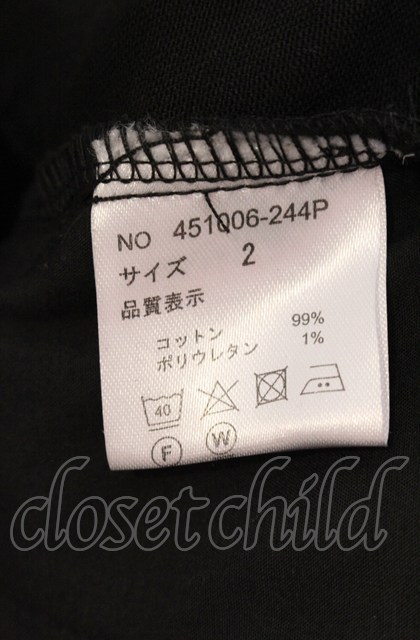 NO 451006-244P
サイズ 2
品質表示
コットン 99%
ポリウレタン 1%
40
F W
closet child